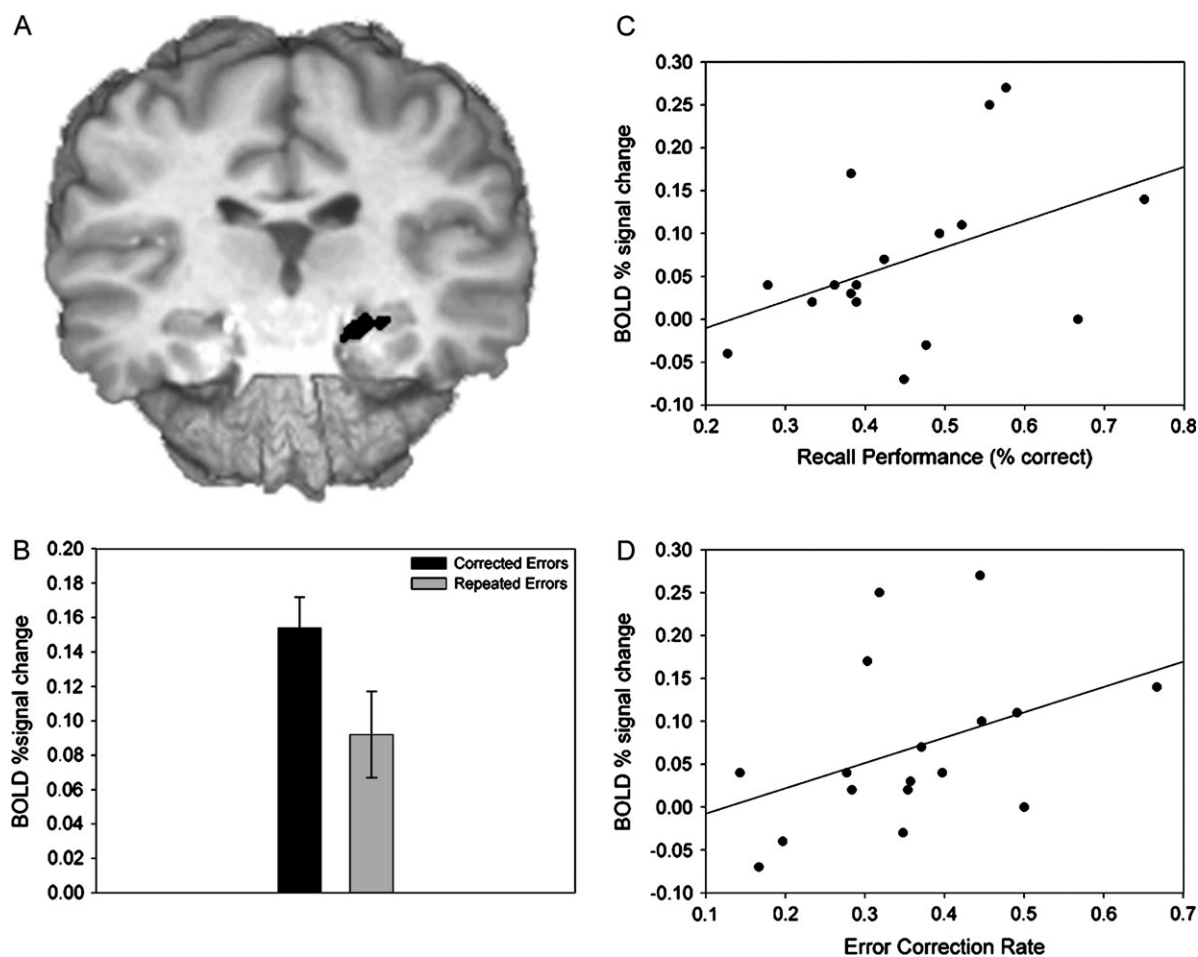 A
B
0.20
0.18
0.16
0.14
0.12
0.10
0.08
0.06
0.04
0.02
0.00
BOLD %signal change
Corrected Errors
Repeated Errors
C
0.30
0.25
0.20
0.15
0.10
0.05
0.00
-0.05
-0.10
BOLD % signal change
0.2 0.3 0.4 0.5 0.6 0.7 0.8
Recall Performance (% correct)
D
0.30
0.25
0.20
0.15
0.10
0.05
0.00
-0.05
-0.10
BOLD % signal change
0.1 0.2 0.3 0.4 0.5 0.6 0.7
Error Correction Rate